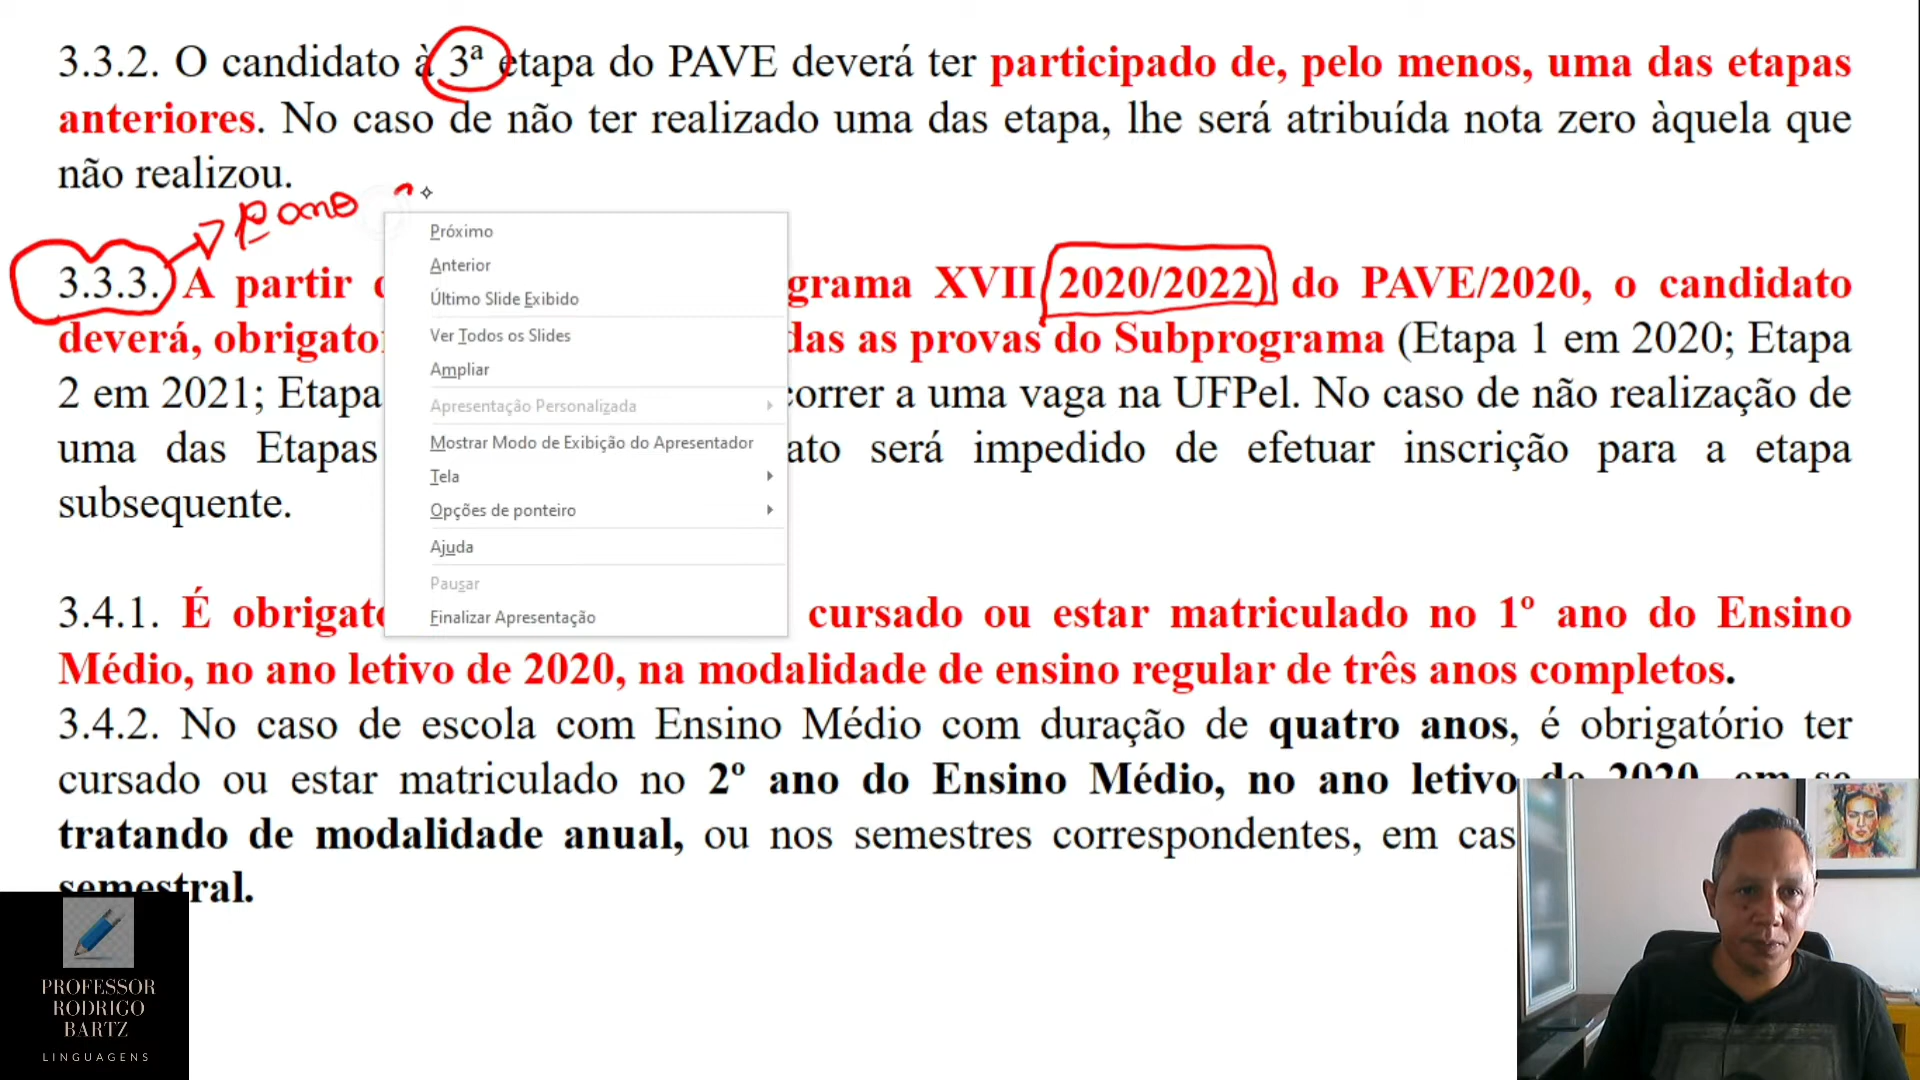 3.3.2. O candidato à 3ª etapa do PAVE deverá ter participado de, pelo menos, uma das etapas
anteriores. No caso de não ter realizado uma das etapa, lhe será atribuída nota zero àquela que
não realizou.
1º ano
3.3.3. A partir grama XVII 2020/2022) do PAVE/2020, o candidato
deverá, das as provas do Subprograma (Etapa 1 em 2020; Etapa
2 em 2021; Etapa correr a uma vaga na UFPel. No caso de não realização de
uma das Etapas ato será impedido de efetuar inscrição para a etapa
subsequente.
Próximo
Anterior
Último Slide Exibido
Ver Todos os Slides
Ampliar
Apresentação Personalizada
Mostrar Modo de Exibição do Apresentador
Tela
Opções de ponteiro
Ajuda
Pausar
Finalizar Apresentação
3.4.1. É cursado ou estar matriculado no 1º ano do Ensino
Médio, no ano letivo de 2020, na modalidade de ensino regular de três anos completos.
3.4.2. No caso de escola com Ensino Médio com duração de quatro anos, é obrigatório ter
cursado ou estar matriculado no 2º ano do Ensino Médio, no ano letivo de 2020, em se
tratando de modalidade anual, ou nos semestres correspondentes, em cas
semestral.
PROFESSOR
RODRIGO
BARTZ
LINGUAGENS